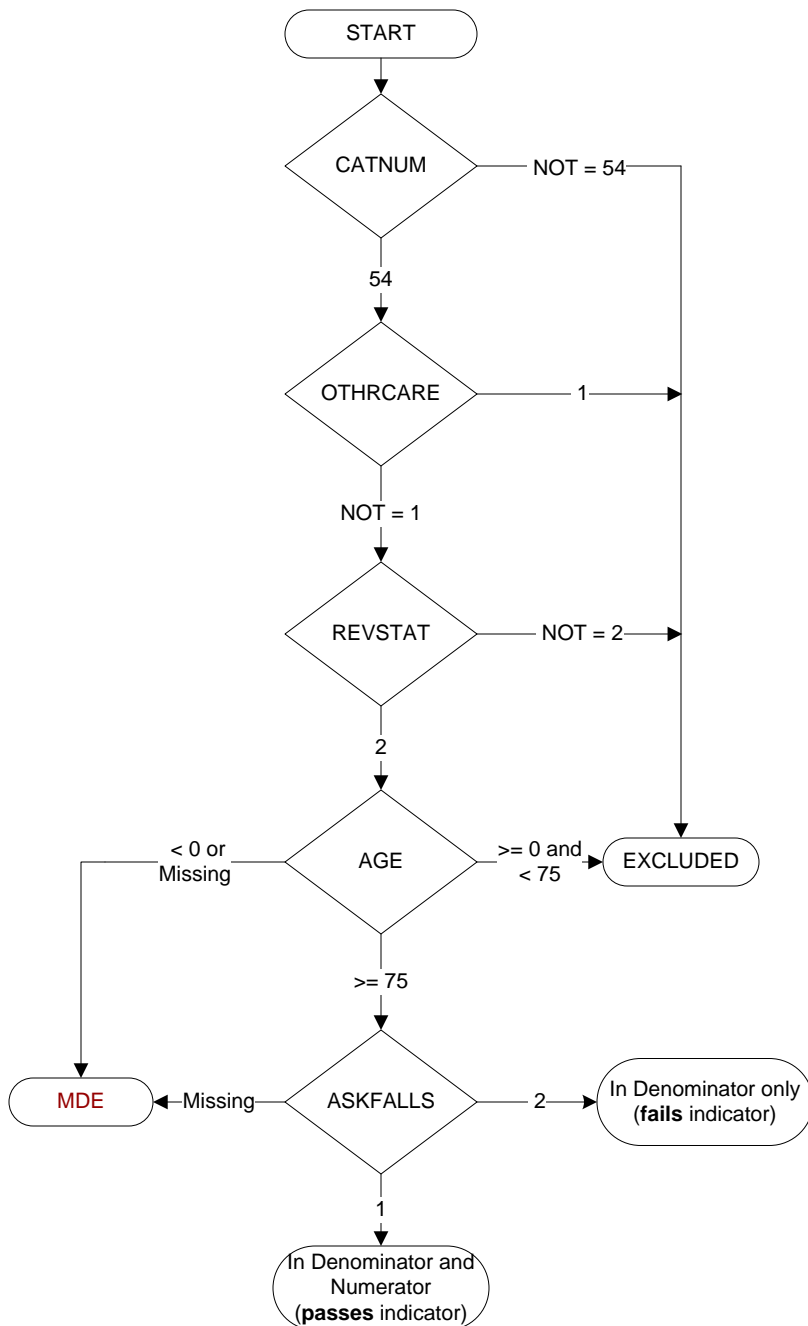 START
CATNUM
NOT = 54
54
OTHRCARE
1
NOT = 1
REVSTAT
NOT = 2
2
< 0 or
Missing
AGE
>= 0 and
< 75
EXCLUDED
>= 75
MDE
Missing
ASKFALLS
2
In Denominator only
(fails indicator)
1
In Denominator and
Numerator
(passes indicator)